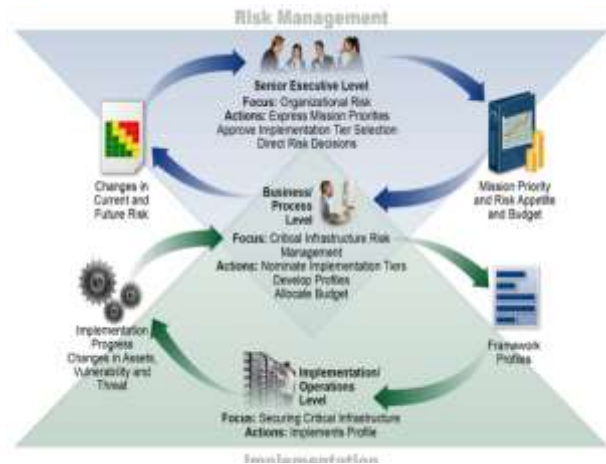 Risk Management
Senior Executive Level
Focus: Organizational Risk
Actions: Express Mission Priorities
Approve Implementation Tier Selection
Direct Risk Decisions
Changes in
Current and
Future Risk
Mission Priority
and Risk Appetite
and Budget
Business/
Process
Level
Focus: Critical Infrastructure Risk
Management
Actions: Nominate Implementation Tiers
Develop Profiles
Allocate Budget
Implementation
Progress
Changes in Assets,
Vulnerability and
Threat
Framework
Profiles
Implementation/
Operations
Level
Focus: Securing Critical Infrastructure
Actions: Implements Profile
Implementation